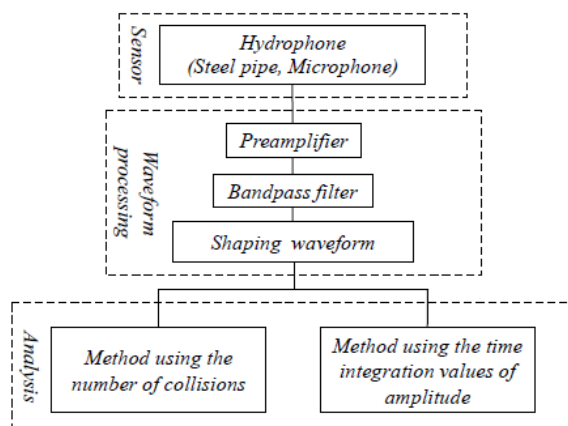 Sensor
Hydrophone
(Steel pipe, Microphone)
Waveform
processing
Preamplifier
Bandpass filter
Shaping waveform
Analysis
Method using the
number of collisions
Method using the time
integration values of
amplitude